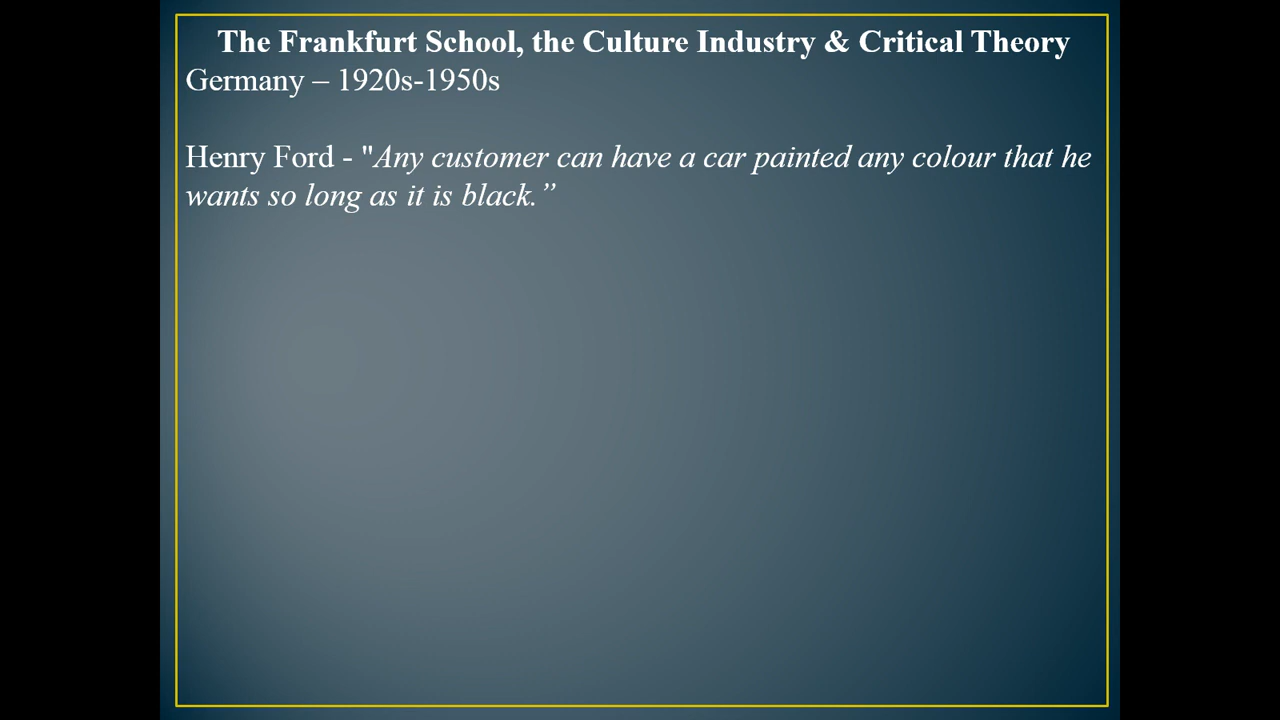 The Frankfurt School, the Culture Industry & Critical Theory
Germany – 1920s-1950s
Henry Ford - "Any customer can have a car painted any colour that he
wants so long as it is black.”